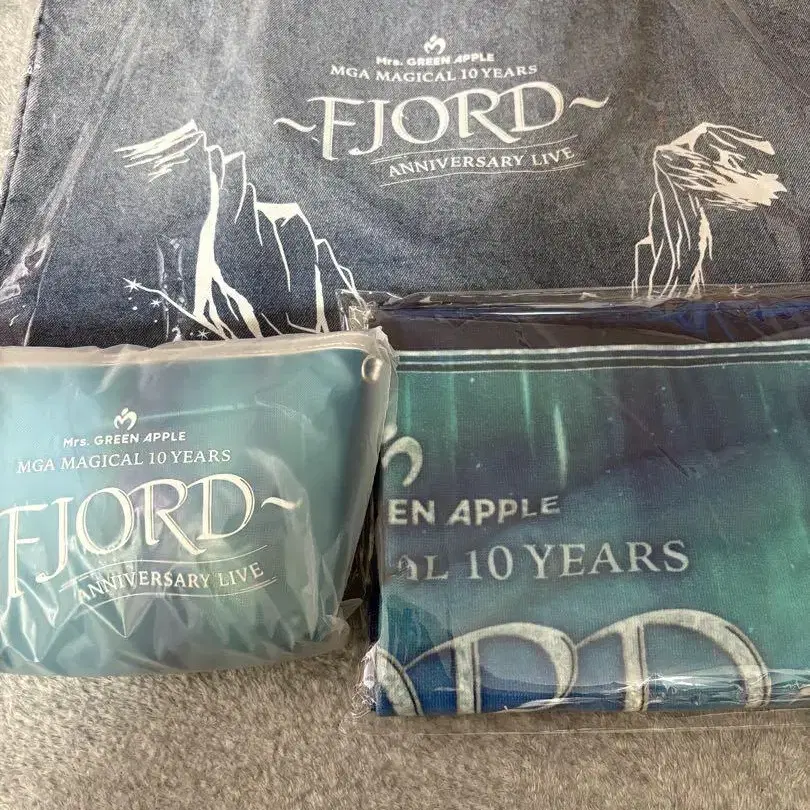 Mrs. GREEN APPLE
MGA MAGICAL 10 YEARS
~FJORD~
ANNIVERSARY LIVE
Mrs. GREEN APPLE
MGA MAGICAL 10 YEARS
FJORD~
ANNIVERSARY LIVE
EN APPLE
AL 10 YEARS
RD